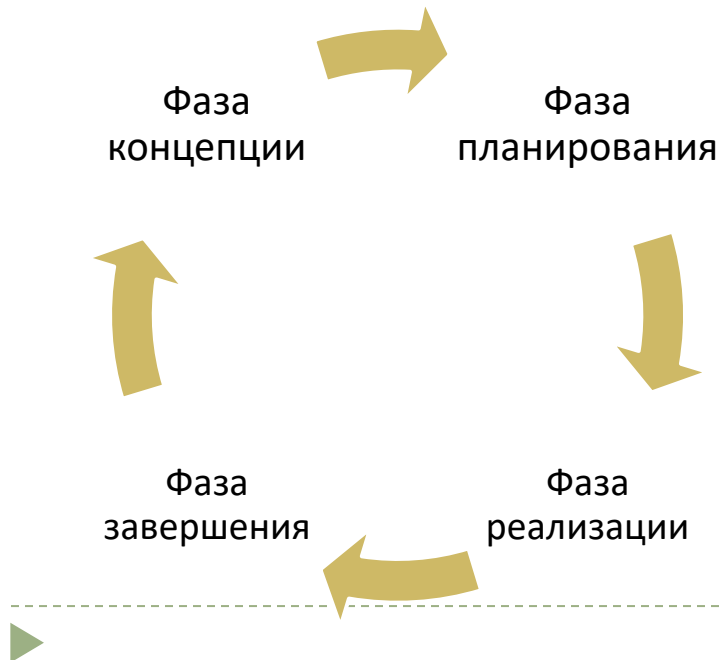 Фаза
концепции
Фаза
планирования
Фаза
реализации
Фаза
завершения